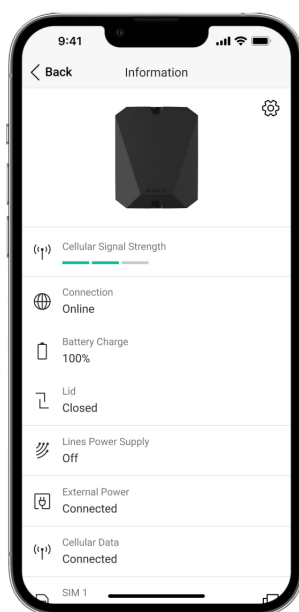 9:41
Back
Information
AJAX
Cellular Signal Strength
Connection
Online
Battery Charge
100%
Lid
Closed
Lines Power Supply
Off
External Power
Connected
Cellular Data
Connected
SIM 1